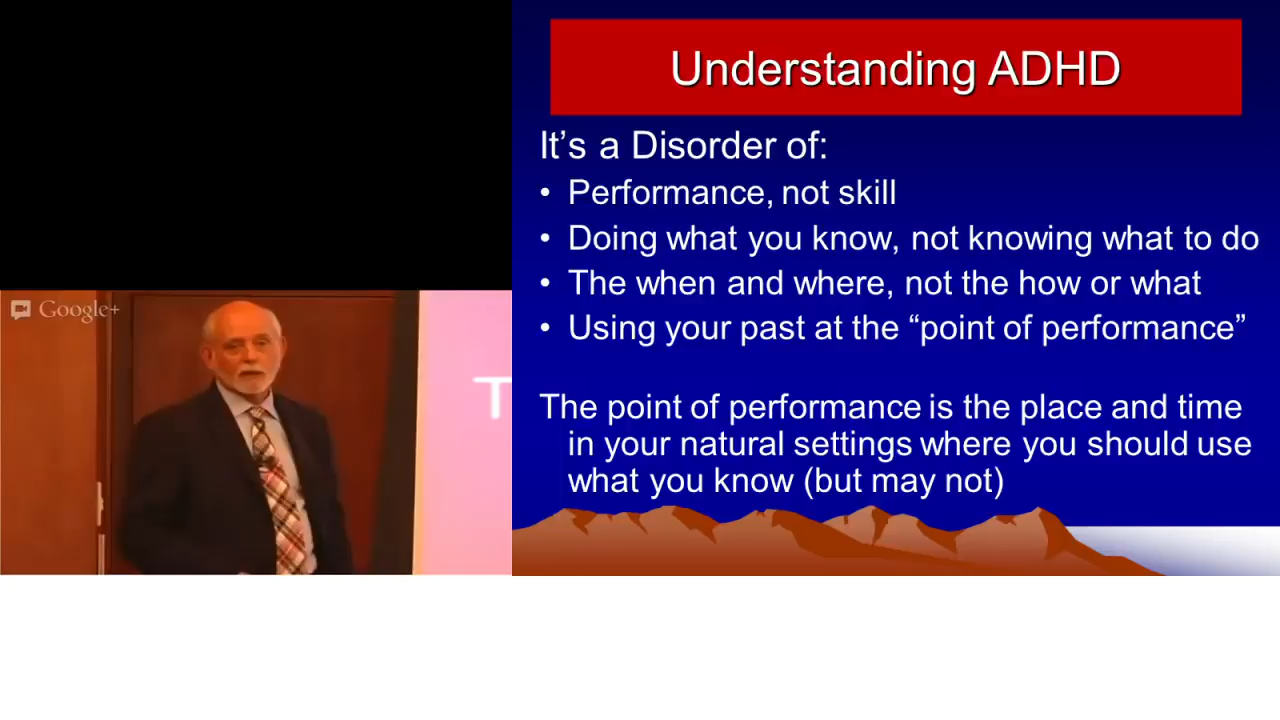 Understanding ADHD
It’s a Disorder of:
• Performance, not skill
• Doing what you know, not knowing what to do
• The when and where, not the how or what
• Using your past at the “point of performance”
The point of performance is the place and time
in your natural settings where you should use
what you know (but may not)
Google+
T